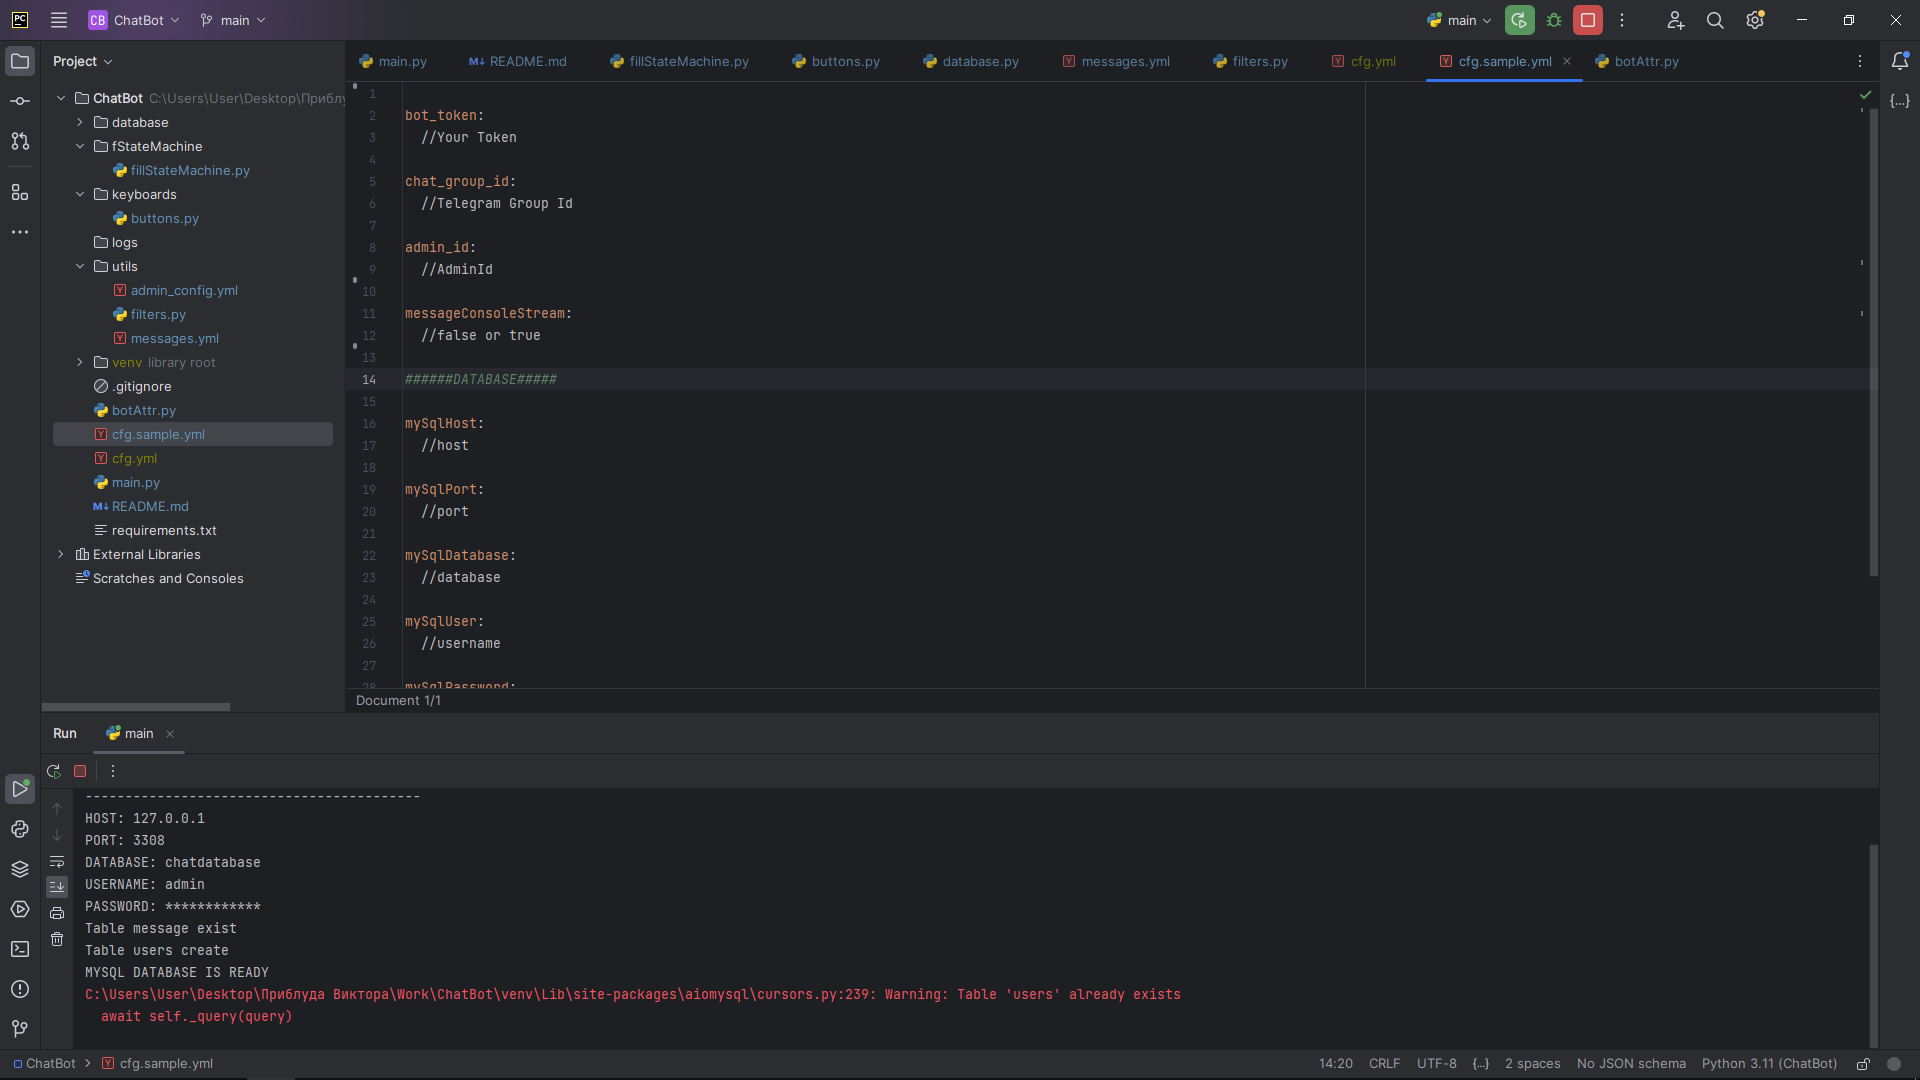 PC
CB ChatBot
main
main
Project
main.py
README.md
fillStateMachine.py
buttons.py
database.py
messages.yml
filters.py
cfg.yml
cfg.sample.yml
botAttr.py
ChatBot C:\Users\User\Desktop\Приблу
database
fStateMachine
fillStateMachine.py
keyboards
buttons.py
logs
utils
admin_config.yml
filters.py
messages.yml
venv library root
.gitignore
botAttr.py
cfg.sample.yml
cfg.yml
main.py
README.md
requirements.txt
External Libraries
Scratches and Consoles
1
2 bot_token:
3 //Your Token
4
5 chat_group_id:
6 //Telegram Group Id
7
8 admin_id:
9 //AdminId
10
11 messageConsoleStream:
12 //false or true
13
14 ######DATABASE#####
15
16 mySqlHost:
17 //host
18
19 mySqlPort:
20 //port
21
22 mySqlDatabase:
23 //database
24
25 mySqlUser:
26 //username
27
28 mySqlPassword:
Document 1/1
Run
main
------------------------------------------
HOST: 127.0.0.1
PORT: 3308
DATABASE: chatdatabase
USERNAME: admin
PASSWORD: ************
Table message exist
Table users create
MYSQL DATABASE IS READY
C:\Users\User\Desktop\Приблуда Виктора\Work\ChatBot\venv\Lib\site-packages\aiomysql\cursors.py:239: Warning: Table 'users' already exists
await self._query(query)
ChatBot > cfg.sample.yml
14:20 CRLF UTF-8 {...} 2 spaces No JSON schema Python 3.11 (ChatBot)